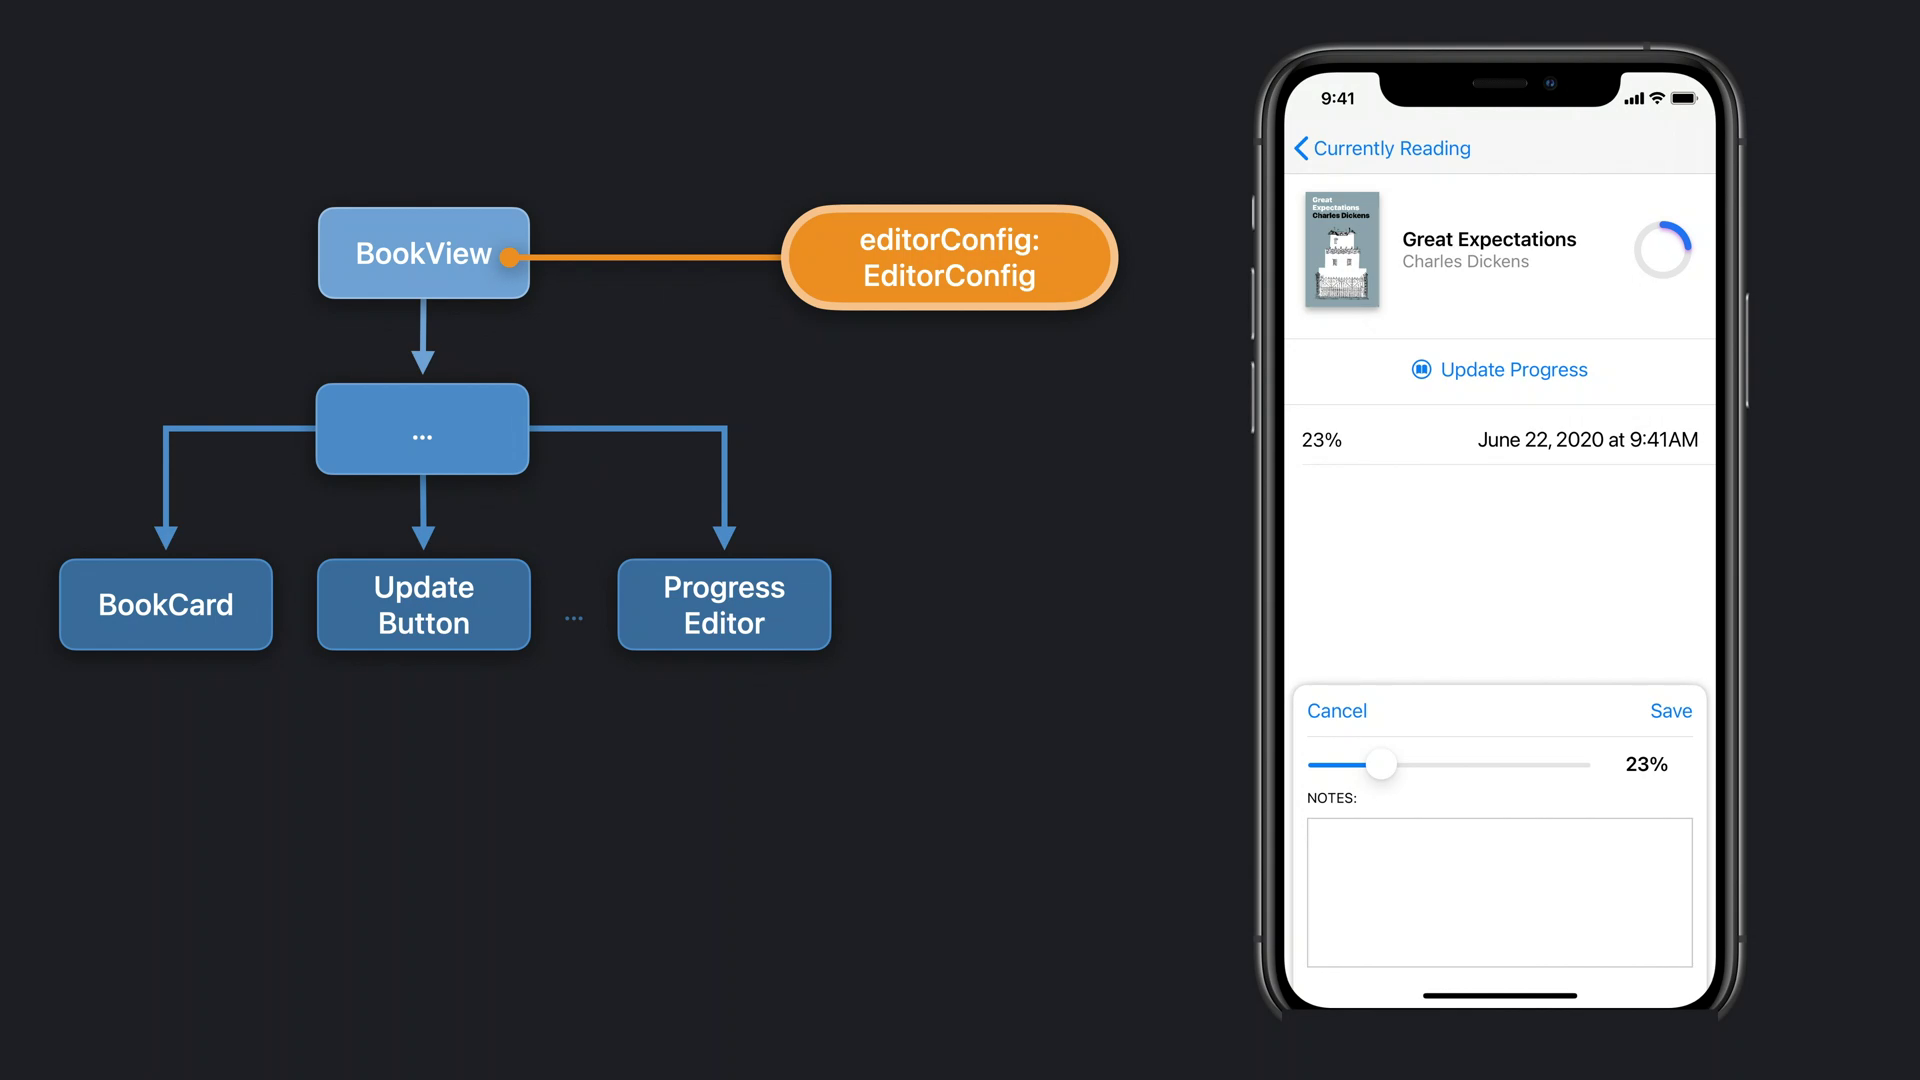 BookView
editorConfig:
EditorConfig
...
BookCard
Update
Button
...
Progress
Editor
9:41
Currently Reading
Great
Expectations
Charles Dickens
Great Expectations
Charles Dickens
Update Progress
23%
June 22, 2020 at 9:41AM
Cancel
Save
23%
NOTES: